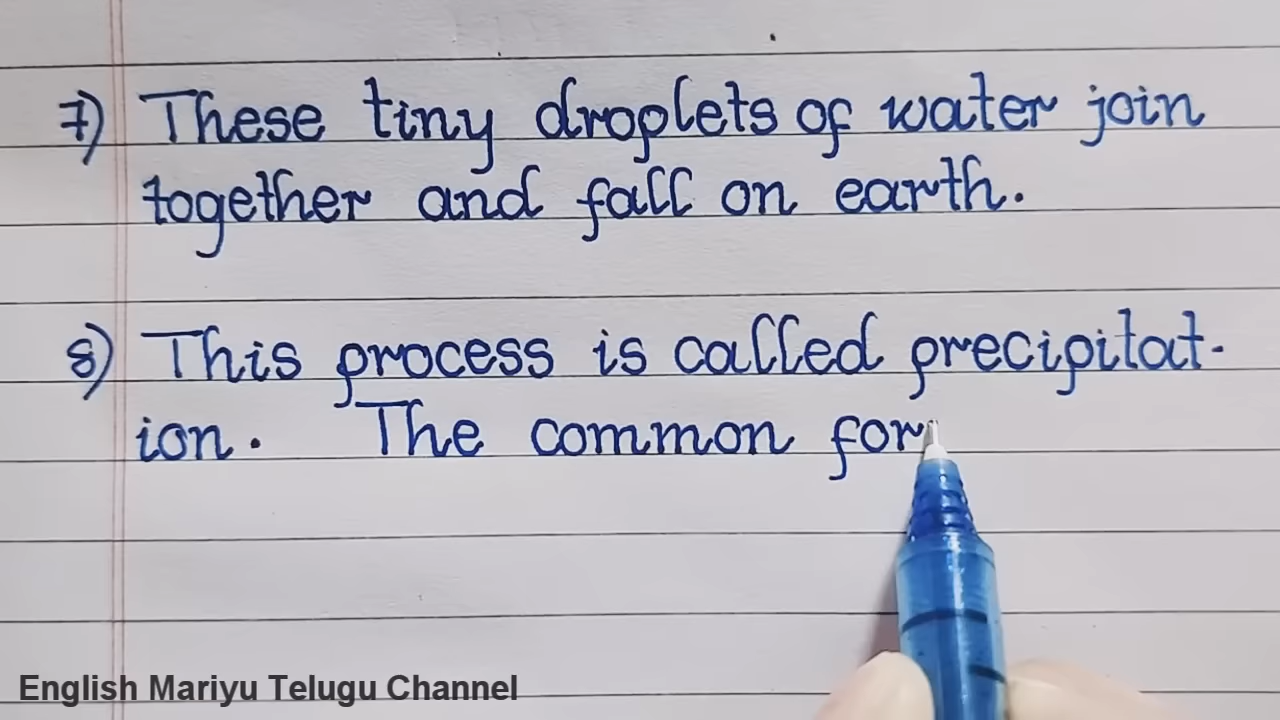 7) These tiny droplets of water join
together and fall on earth.
8) This process is called precipitat-
ion. The common for
English Mariyu Telugu Channel